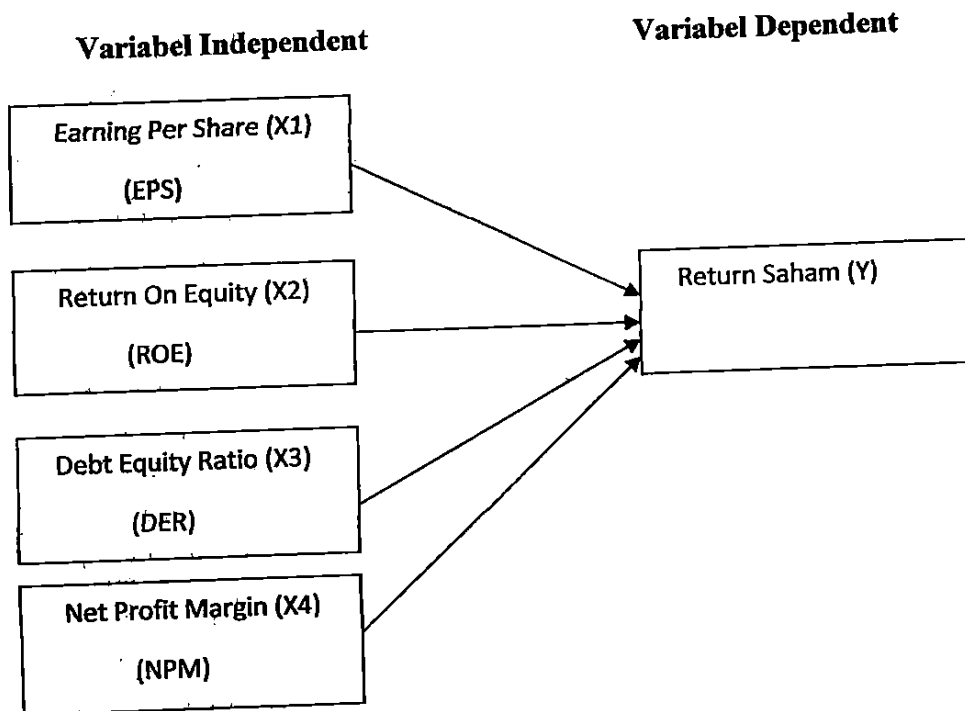 Variabel Independent
Variabel Dependent
Earning Per Share (X1)
(EPS)
Return On Equity (X2)
(ROE)
Debt Equity Ratio (X3)
(DER)
Net Profit Margin (X4)
(NPM)
Return Saham (Y)